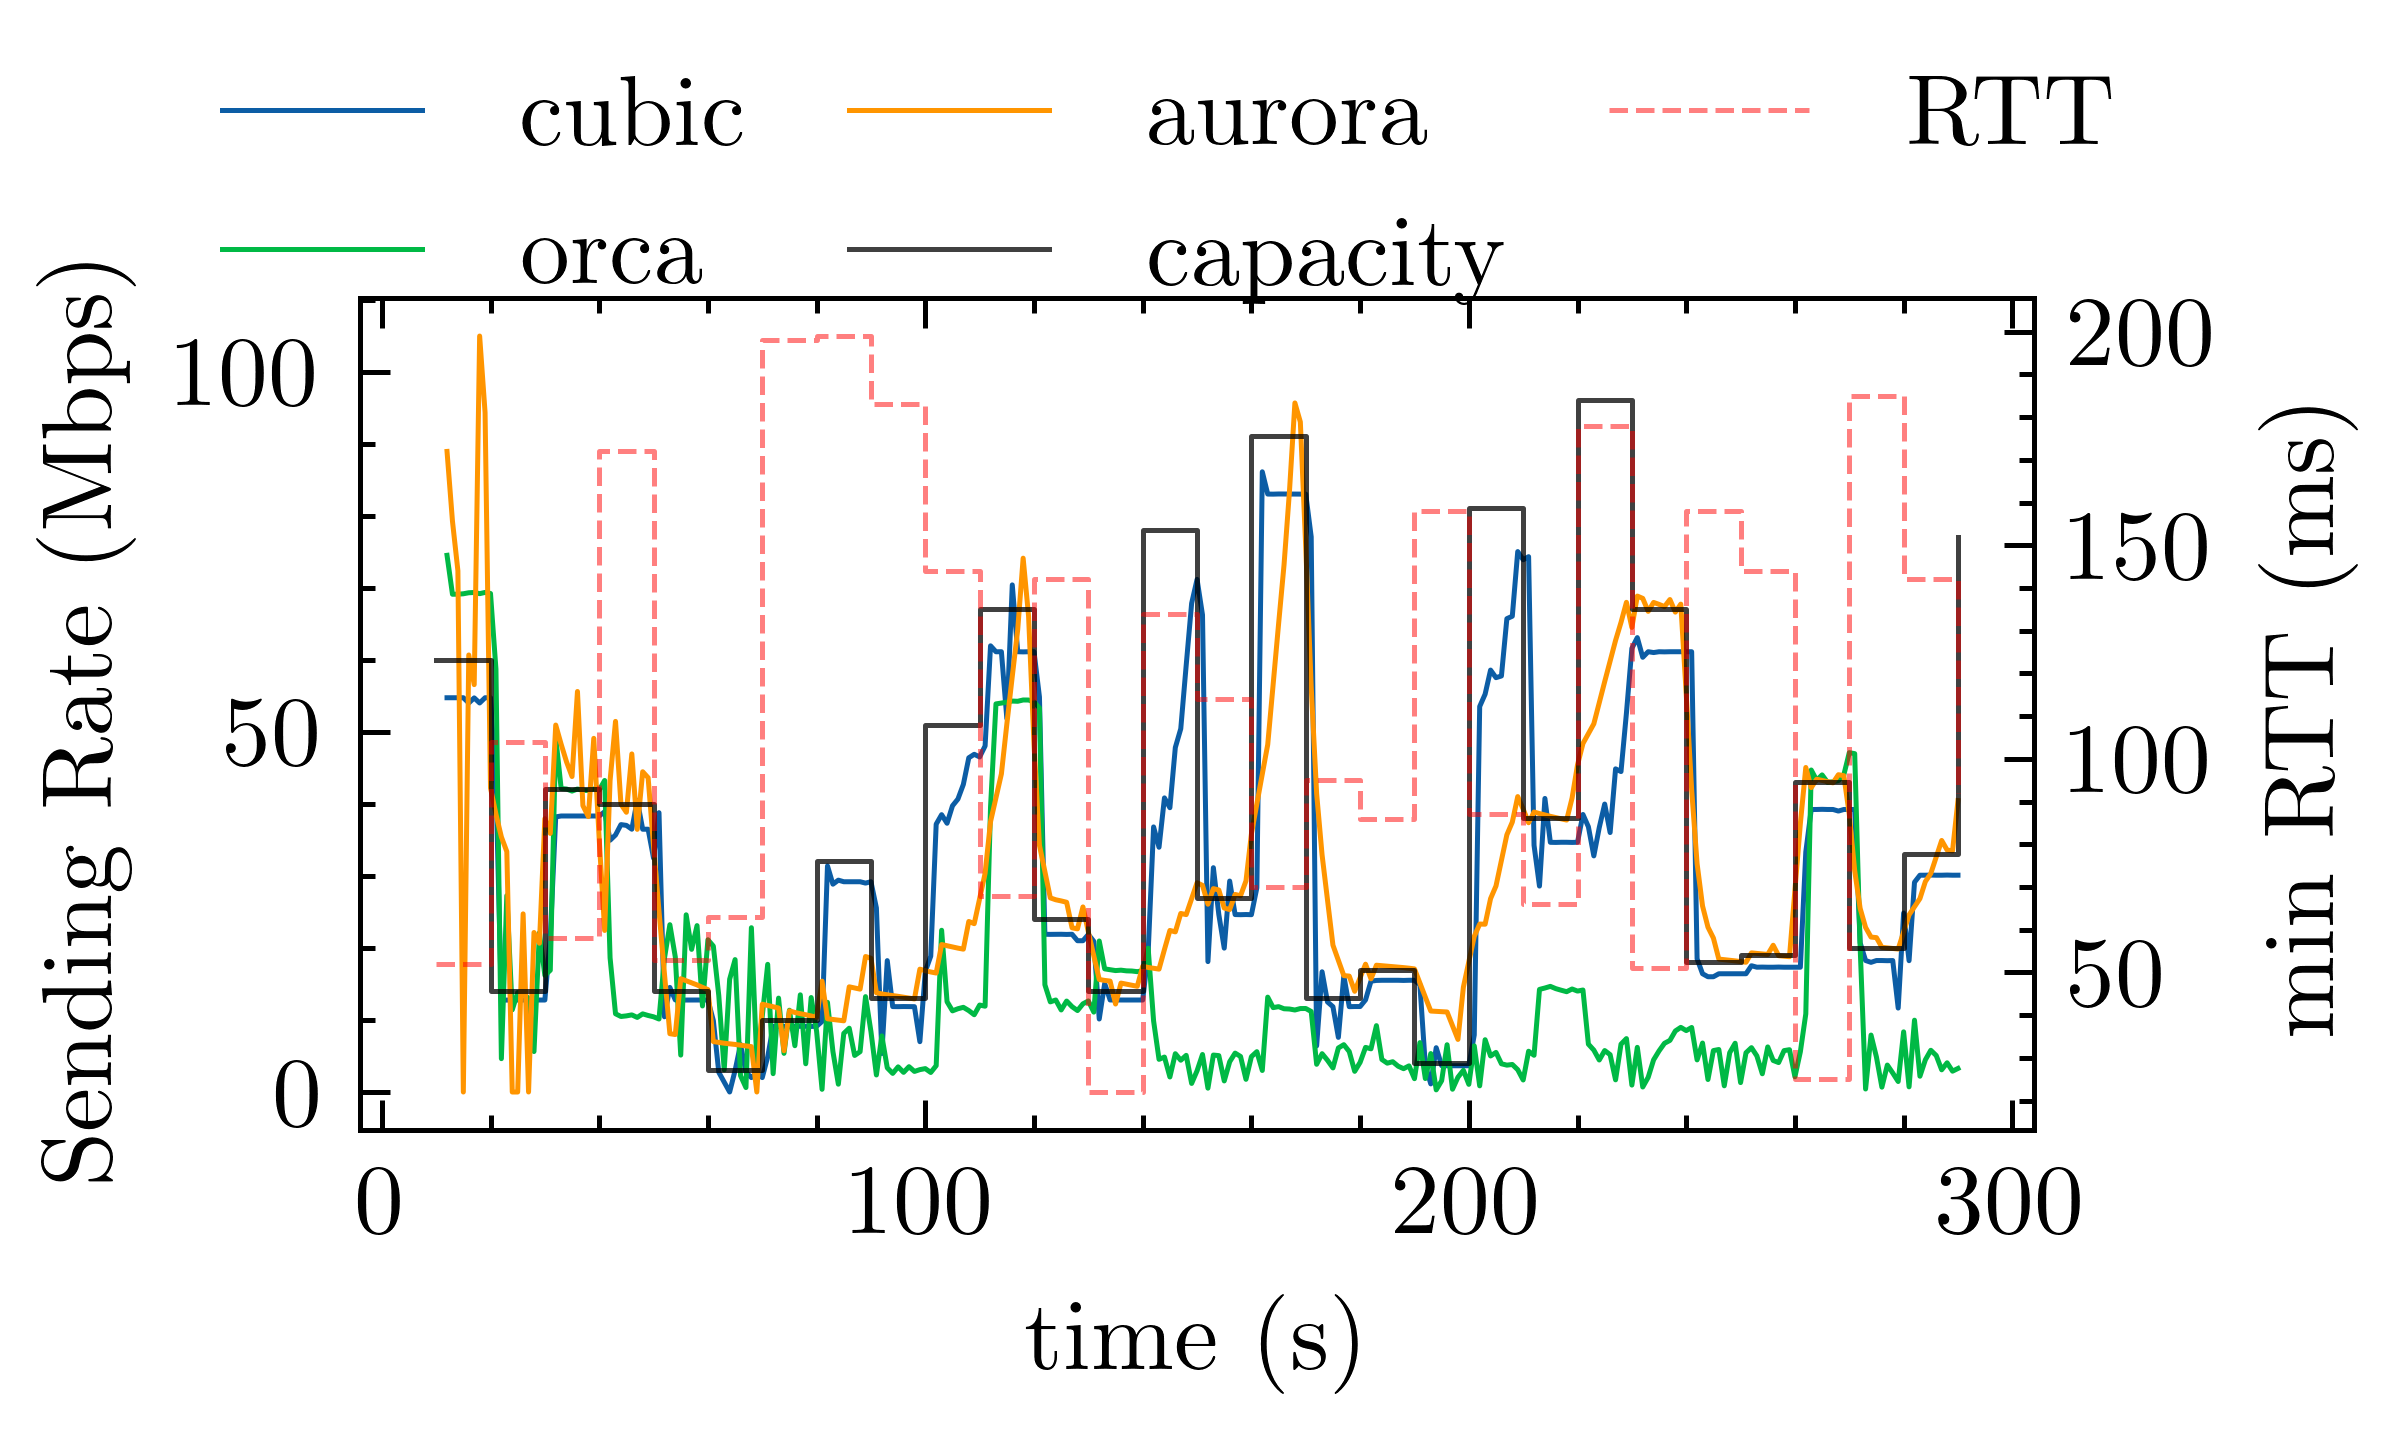 cubic
aurora
RTT
orca
capacity
Sending Rate (Mbps)
100
50
0
200
150
100
50
min RTT (ms)
0
100
200
300
time (s)